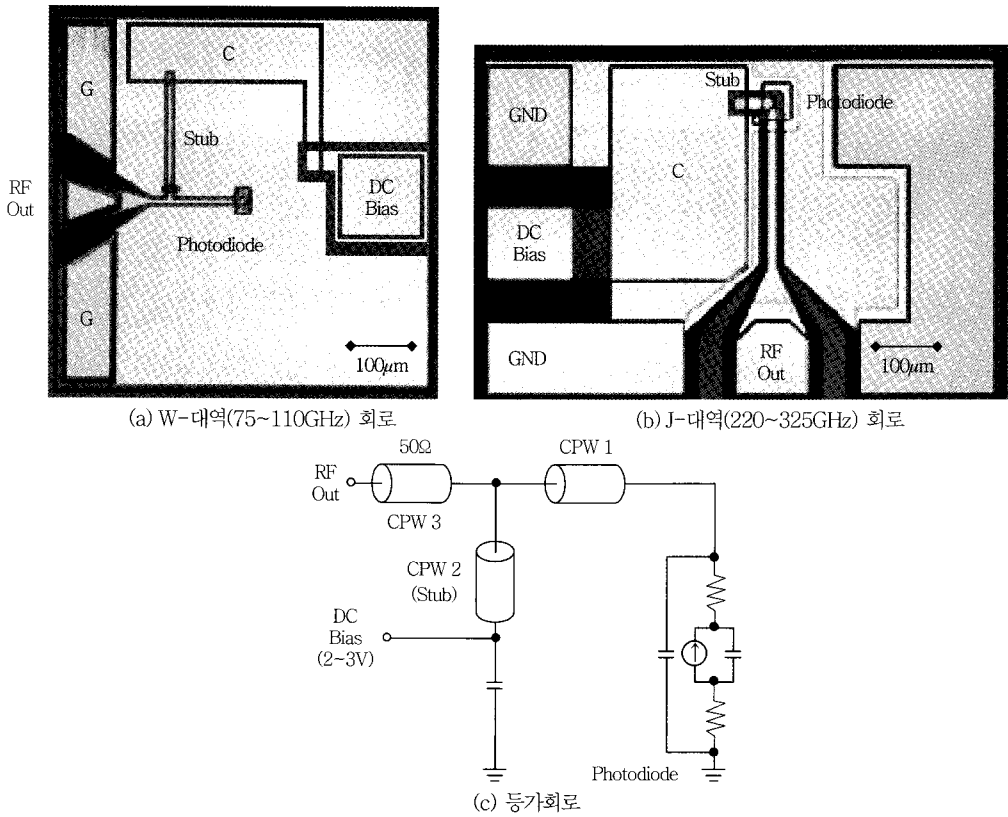 G
C
Stub
RF
Out
DC
Bias
Photodiode
G
100μm
(a) W-대역(75~110GHz) 회로
Stub
Photodiode
GND
C
DC
Bias
GND
RF
Out
100μm
(b) J-대역(220~325GHz) 회로
50Ω
CPW 1
RF
Out
CPW 3
CPW 2
(Stub)
DC
Bias
(2~3V)
Photodiode
(c) 등가회로